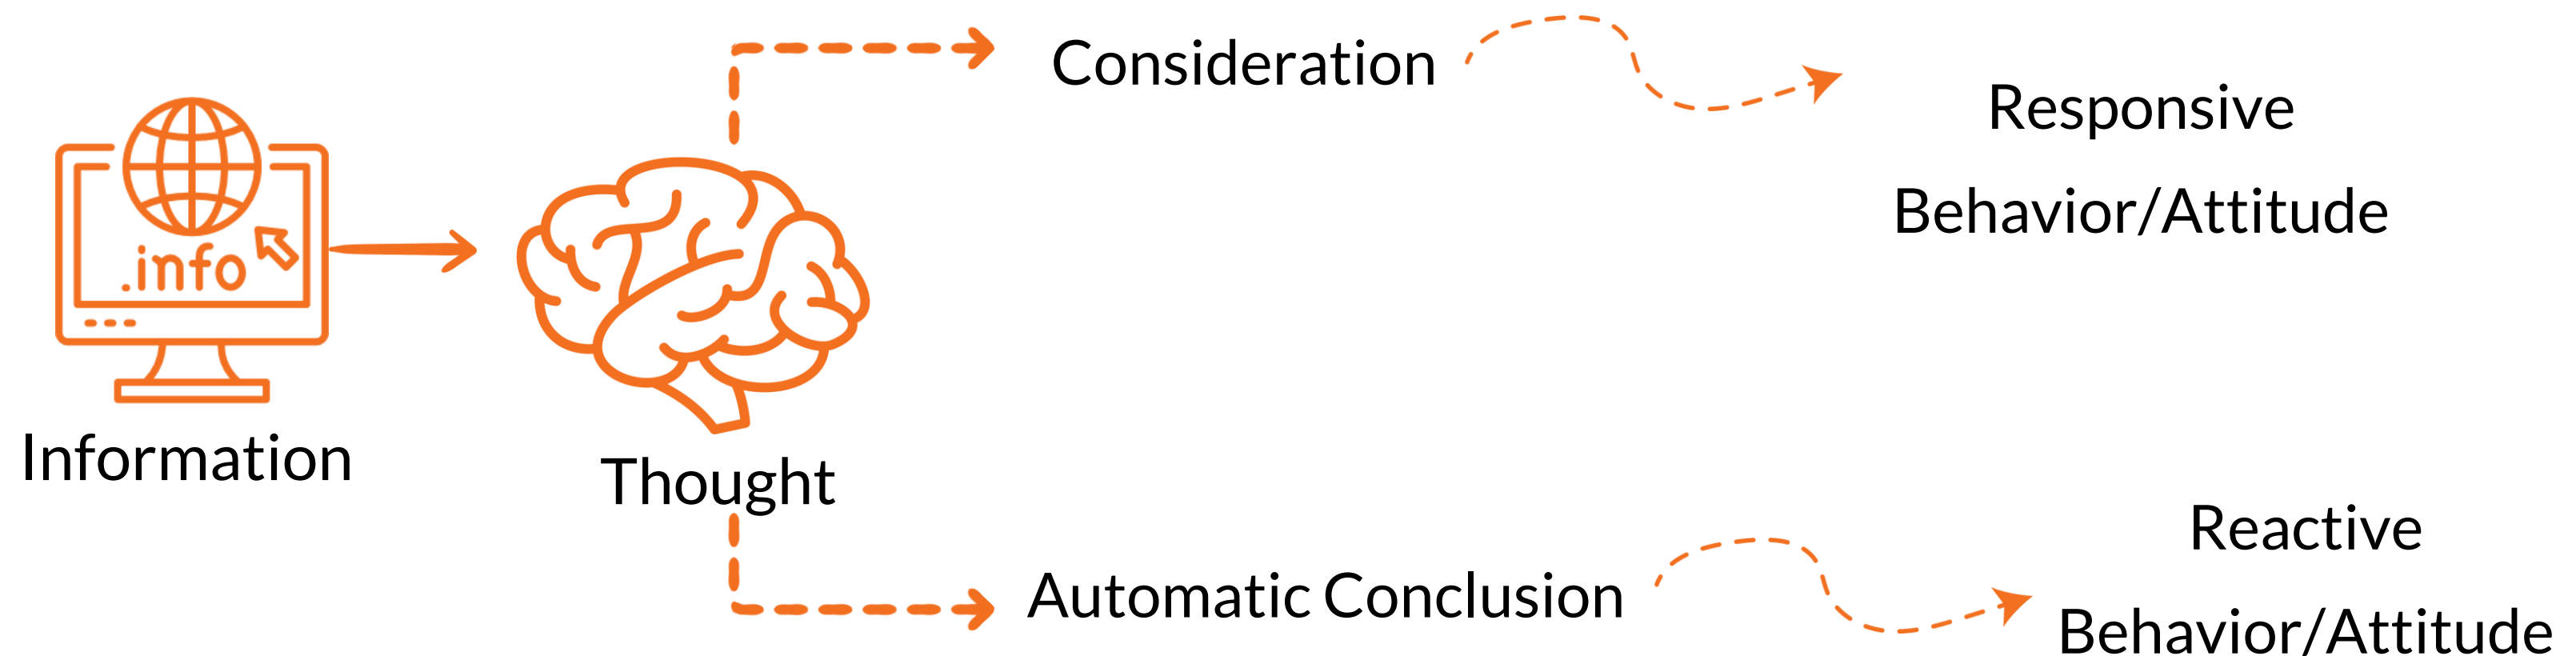 Consideration
Responsive
Behavior/Attitude
.info
Information
Thought
Automatic Conclusion
Reactive
Behavior/Attitude